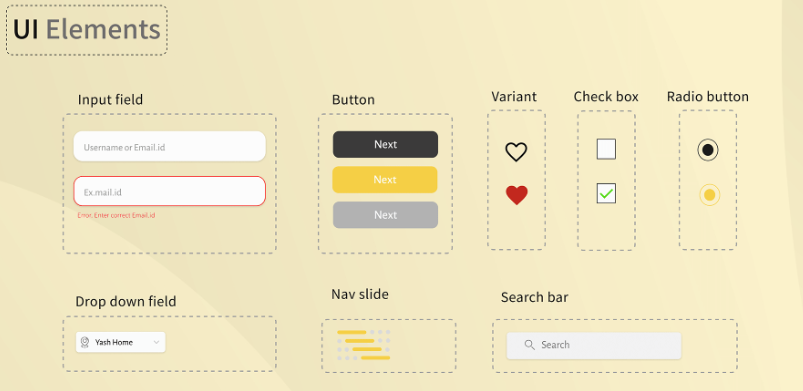 UI Elements
Input field
Button
Variant
Check box
Radio button
Username or Email.id
Next
Ex.mail.id
Next
Error:Enter correct Email.id
Next
Drop down field
Nav slide
Search bar
Yash Home
Search